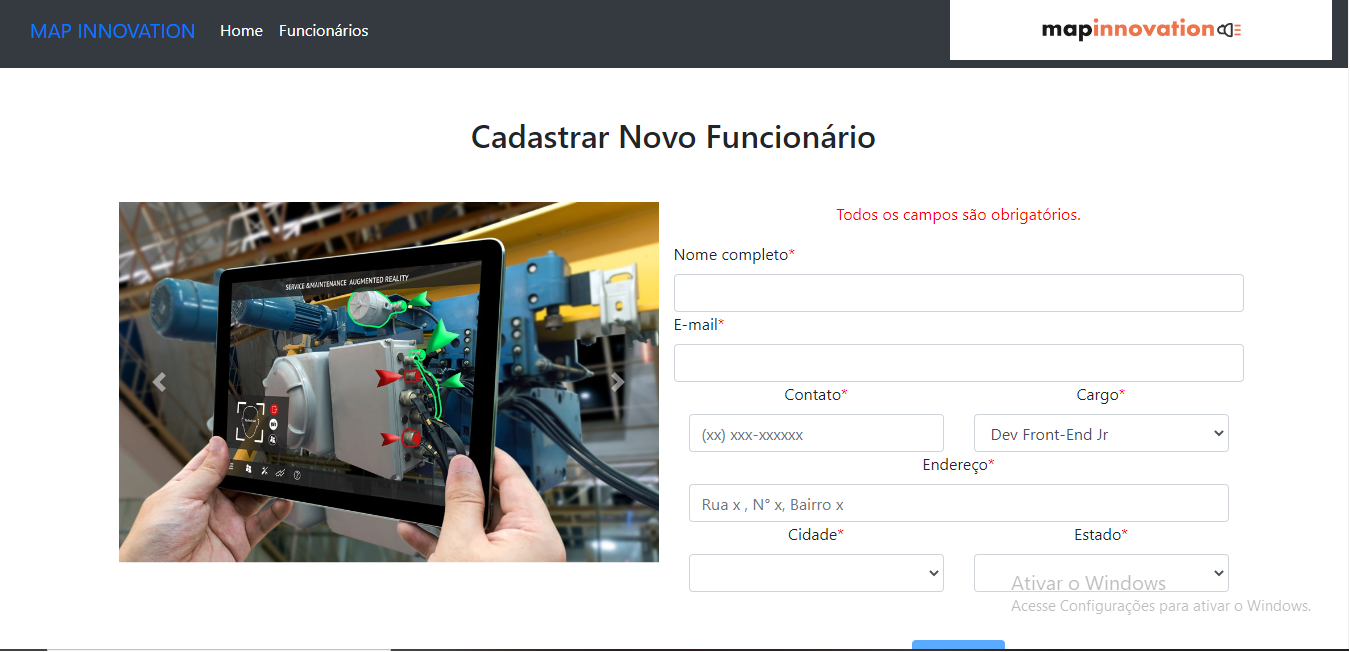 MAP INNOVATION Home Funcionários
mapinnovation
Cadastrar Novo Funcionário
SERVICE &MAINTENANCE AUGMENTED REALITY
Todos os campos são obrigatórios.
Nome completo*
E-mail*
Contato* Cargo*
(xx) xxx-xxxxxx Dev Front-End Jr
Endereço*
Rua x , N° x, Bairro x
Cidade* Estado*
Ativar o Windows
Acesse Configurações para ativar o Windows.